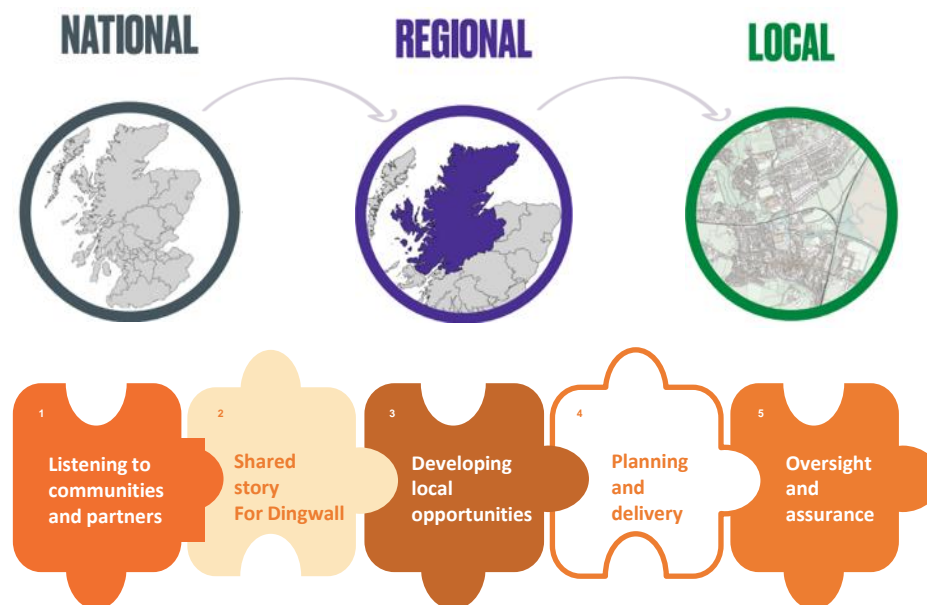 NATIONAL
REGIONAL
LOCAL
1
Listening to
communities
and partners
2
Shared
story
For Dingwall
3
Developing
local
opportunities
4
Planning
and
delivery
5
Oversight
and
assurance